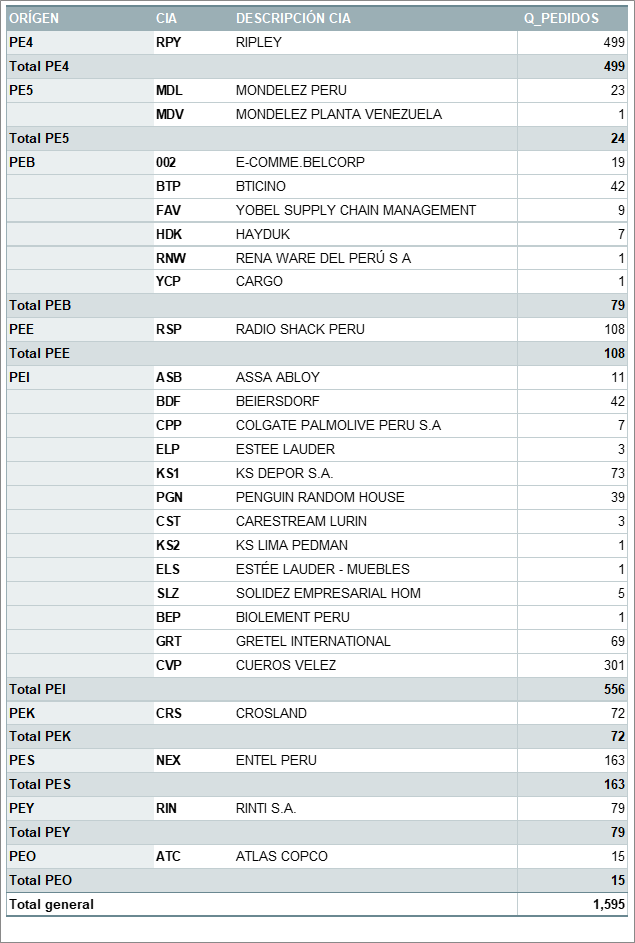 ORÍGEN CIA DESCRIPCIÓN CIA Q_PEDIDOS
PE4 RPY RIPLEY 499
Total PE4 499
PE5 MDL MONDELEZ PERU 23
MDV MONDELEZ PLANTA VENEZUELA 1
Total PE5 24
PEB 002 E-COMME.BELCORP 19
BTP BTICINO 42
FAV YOBEL SUPPLY CHAIN MANAGEMENT 9
HDK HAYDUK 7
RNW RENA WARE DEL PERÚ S A 1
YCP CARGO 1
Total PEB 79
PEE RSP RADIO SHACK PERU 108
Total PEE 108
PEI ASB ASSA ABLOY 11
BDF BEIERSDORF 42
CPP COLGATE PALMOLIVE PERU S.A 7
ELP ESTEE LAUDER 3
KS1 KS DEPOR S.A. 73
PGN PENGUIN RANDOM HOUSE 39
CST CARESTREAM LURIN 3
KS2 KS LIMA PEDMAN 1
ELS ESTÉE LAUDER - MUEBLES 1
SLZ SOLIDEZ EMPRESARIAL HOM 5
BEP BIOLEMENT PERU 1
GRT GRETEL INTERNATIONAL 69
CVP CUEROS VELEZ 301
Total PEI 556
PEK CRS CROSLAND 72
Total PEK 72
PES NEX ENTEL PERU 163
Total PES 163
PEY RIN RINTI S.A. 79
Total PEY 79
PEO ATC ATLAS COPCO 15
Total PEO 15
Total general 1,595